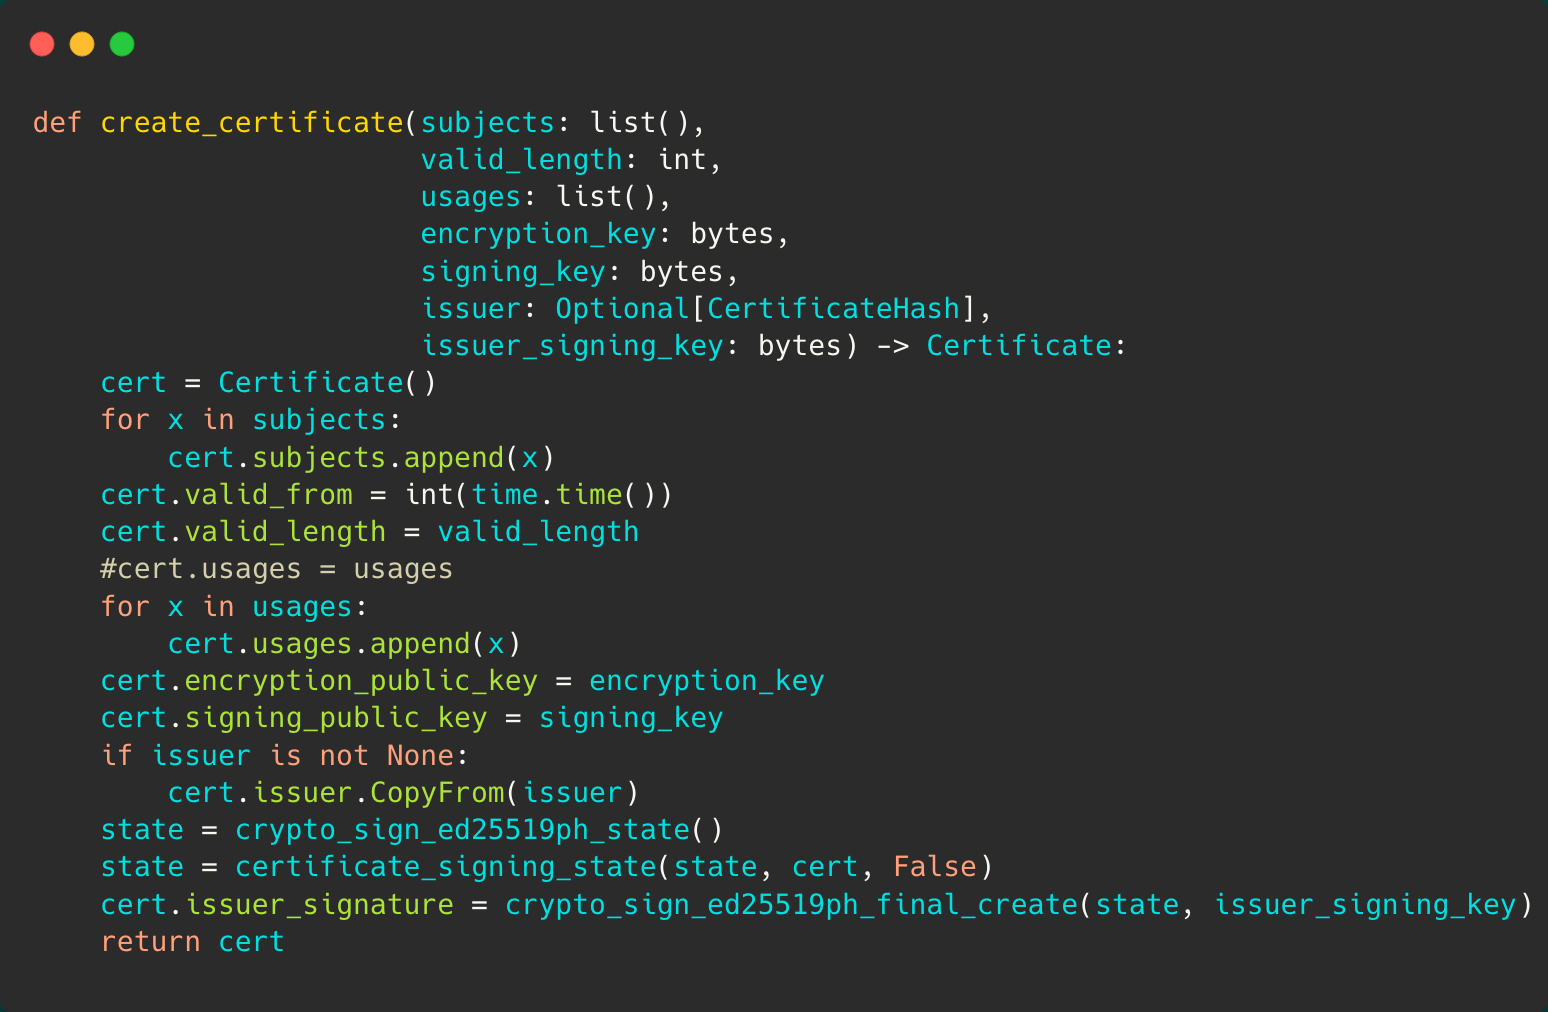 def create_certificate(subjects: list(),
                       valid_length: int,
                       usages: list(),
                       encryption_key: bytes,
                       signing_key: bytes,
                       issuer: Optional[CertificateHash],
                       issuer_signing_key: bytes) -> Certificate:
    cert = Certificate()
    for x in subjects:
        cert.subjects.append(x)
    cert.valid_from = int(time.time())
    cert.valid_length = valid_length
    #cert.usages = usages
    for x in usages:
        cert.usages.append(x)
    cert.encryption_public_key = encryption_key
    cert.signing_public_key = signing_key
    if issuer is not None:
        cert.issuer.CopyFrom(issuer)
    state = crypto_sign_ed25519ph_state()
    state = certificate_signing_state(state, cert, False)
    cert.issuer_signature = crypto_sign_ed25519ph_final_create(state, issuer_signing_key)
    return cert